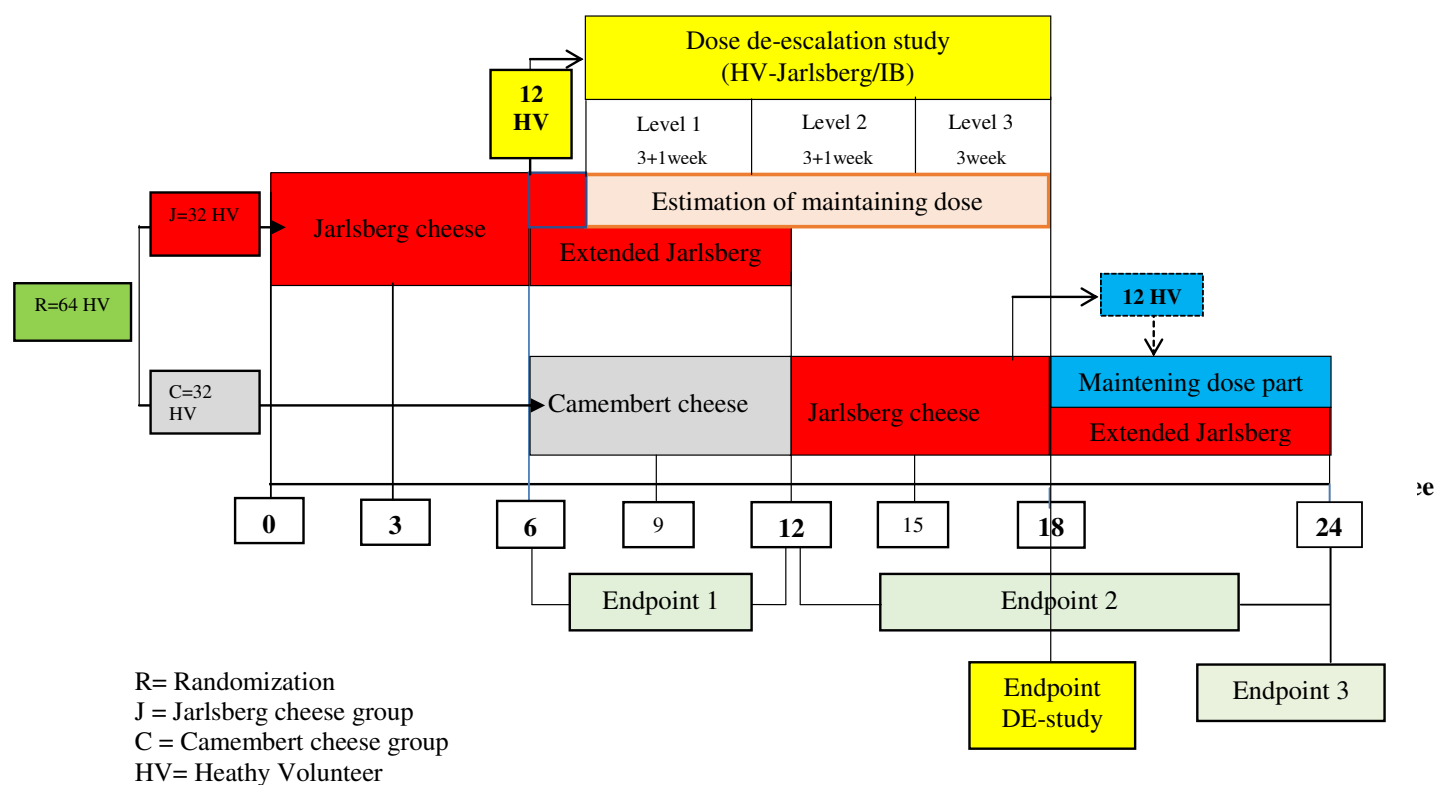 Dose de-escalation study
(HV-Jarlsberg/IB)
12
HV
Level 1
Level 2
Level 3
3+1week
3+1week
3week
J=32 HV
Jarlsberg cheese
Estimation of maintaining dose
Extended Jarlsberg
R=64 HV
12 HV
C=32
HV
Camembert cheese
Jarlsberg cheese
Maintening dose part
Extended Jarlsberg
ee
0
3
6
9
12
15
18
24
Endpoint 1
Endpoint 2
Endpoint
DE-study
Endpoint 3
R= Randomization
J = Jarlsberg cheese group
C = Camembert cheese group
HV= Heathy Volunteer